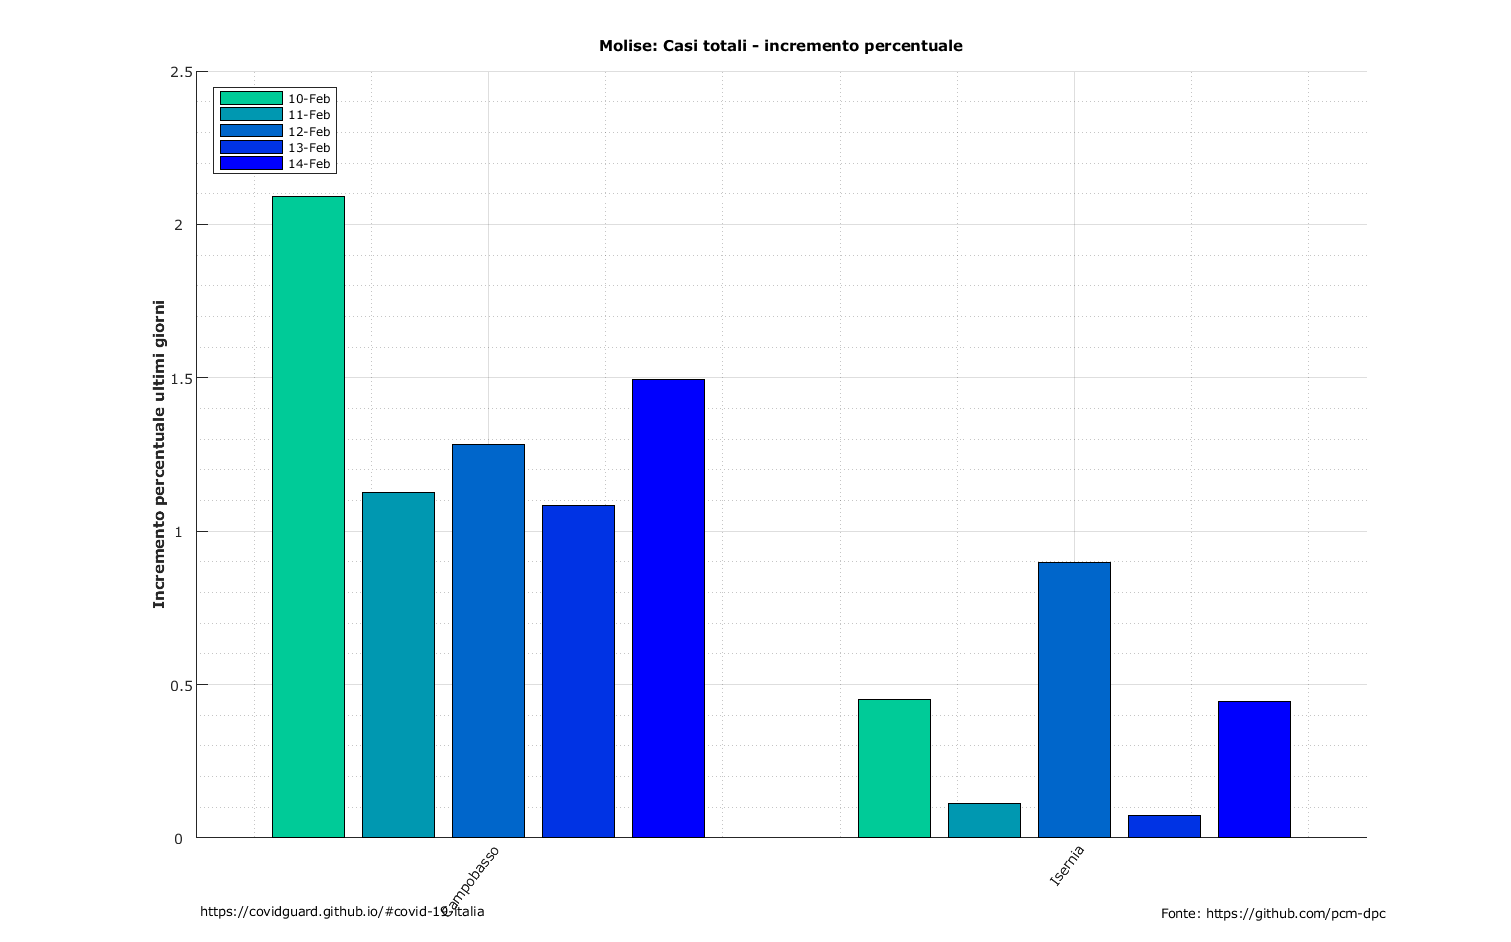 Molise: Casi totali - incremento percentuale
2.5
2
1.5
1
0.5
0
Incremento percentuale ultimi giorni
10-Feb
11-Feb
12-Feb
13-Feb
14-Feb
Campobasso
Isernia
https://covidguard.github.io/#covid-19-italia
Fonte: https://github.com/pcm-dpc